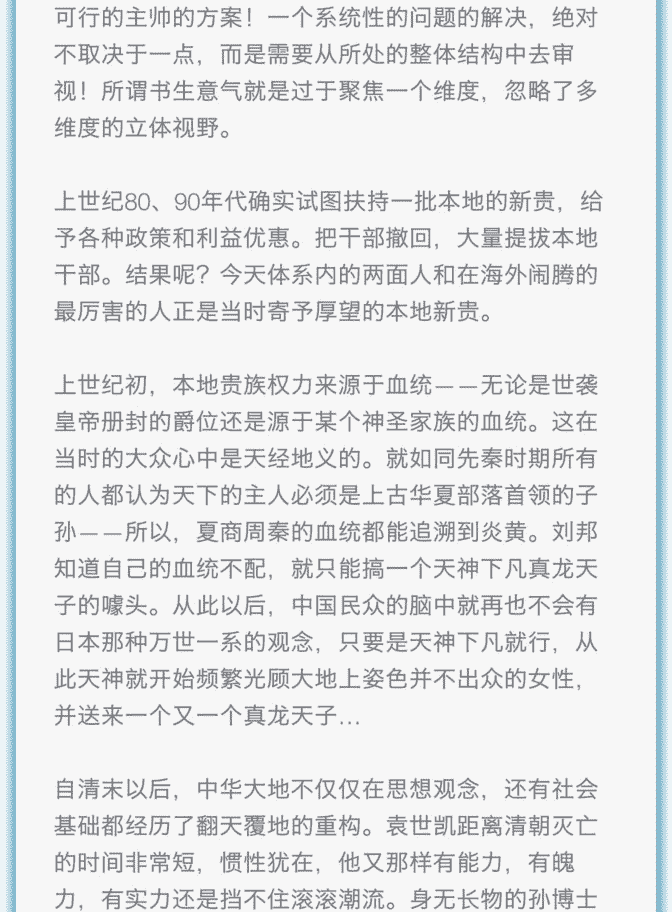 可行的主帅的方案！一个系统性的问题的解决，绝对
不取决于一点，而是需要从所处的整体结构中去审
视！所谓书生意气就是过于聚焦一个维度，忽略了多
维度的立体视野。
上世纪80、90年代确实试图扶持一批本地的新贵，给
予各种政策和利益优惠。把干部撤回，大量提拔本地
干部。结果呢？今天体系内的两面人和在海外闹腾的
最厉害的人正是当时寄予厚望的本地新贵。
上世纪初，本地贵族权力来源于血统——无论是世袭
皇帝册封的爵位还是源于某个神圣家族的血统。这在
当时的大众心中是天经地义的。就如同先秦时期所有
的人都认为天下的主人必须是上古华夏部落首领的子
孙——所以，夏商周秦的血统都能追溯到炎黄。刘邦
知道自己的血统不配，就只能搞一个天神下凡真龙天
子的噱头。从此以后，中国民众的脑中就再也不会有
日本那种万世一系的观念，只要是天神下凡就行，从
此天神就开始频繁光顾大地上姿色并不出众的女性，
并送来一个又一个真龙天子...
自清末以后，中华大地不仅仅在思想观念，还有社会
基础都经历了翻天覆地的重构。袁世凯距离清朝灭亡
的时间非常短，惯性犹在，他又那样有能力，有魄
力，有实力还是挡不住滚滚潮流。身无长物的孙博士